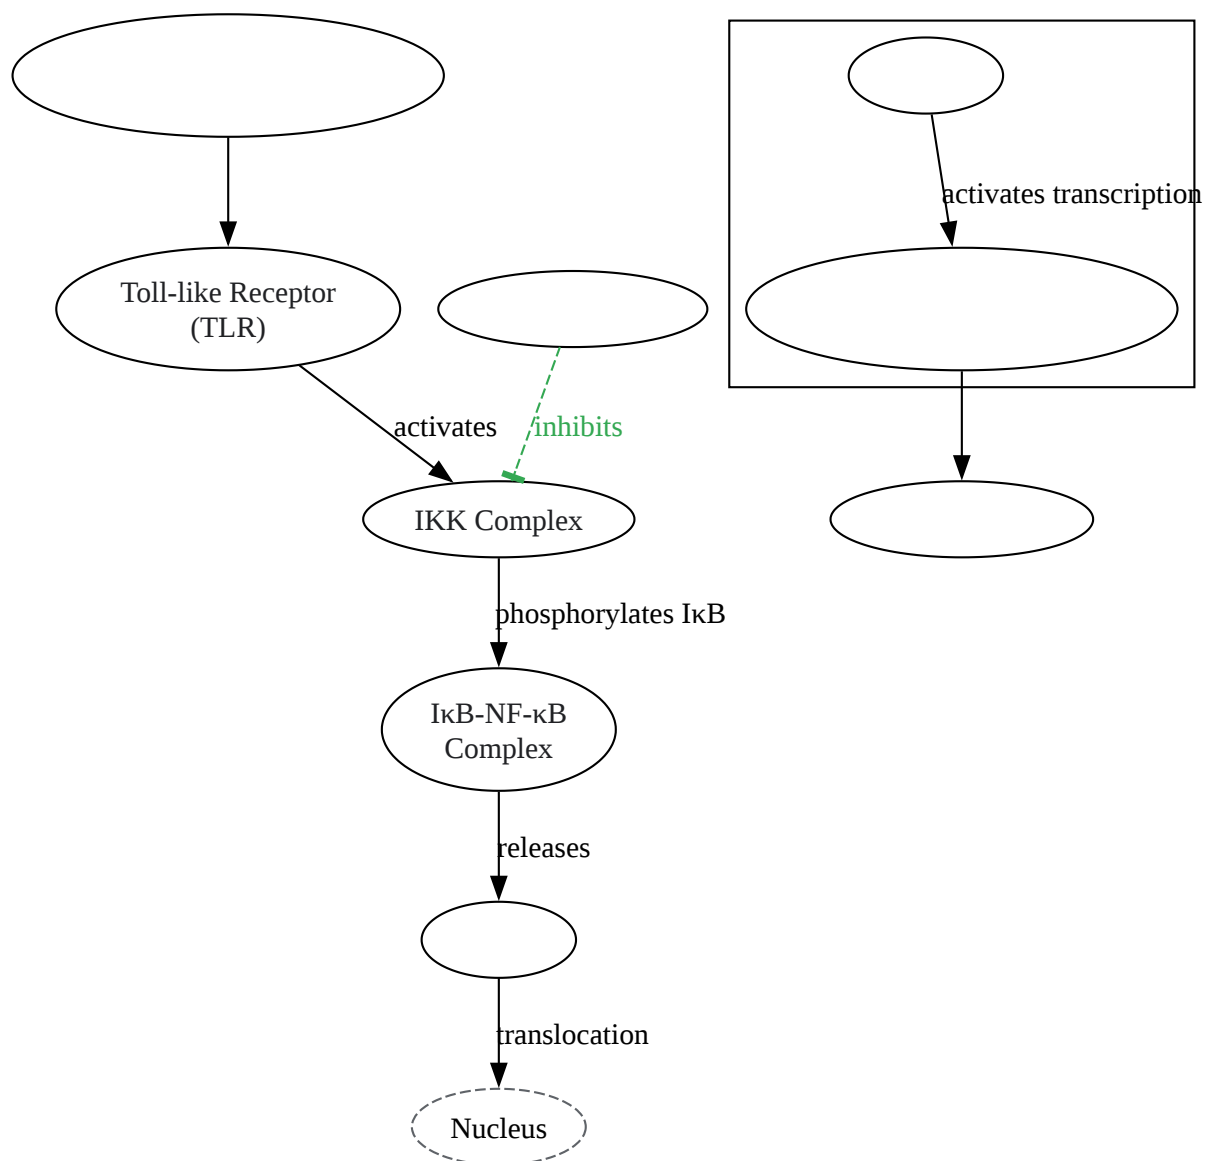 activates transcription
Toll-like Receptor
(TLR)
activates
inhibits
IKK Complex
phosphorylates IκB
IκB-NF-κB
Complex
releases
translocation
Nucleus